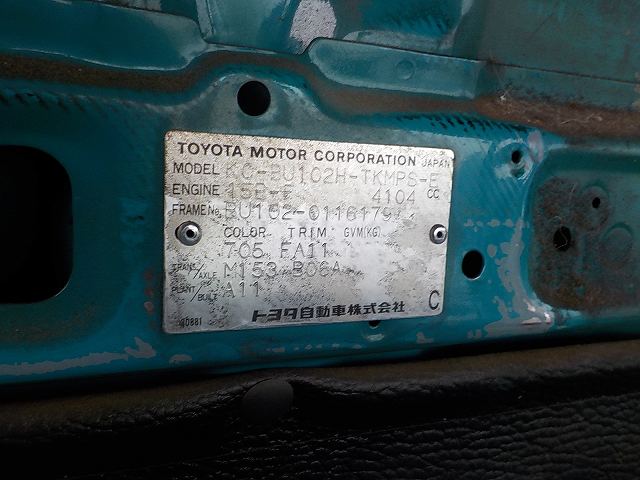 TOYOTA MOTOR CORPORATION JAPAN
MODEL KC-BU102H-TKMPS-E
ENGINE 15B-F 4104 CC
FRAME No. BU102-0116179
COLOR TRIM GVM(KG)
705 FA11
TRANS/AXLE M153 B06A
PLANT/BUILT A11
トヨタ自動車株式会社 C